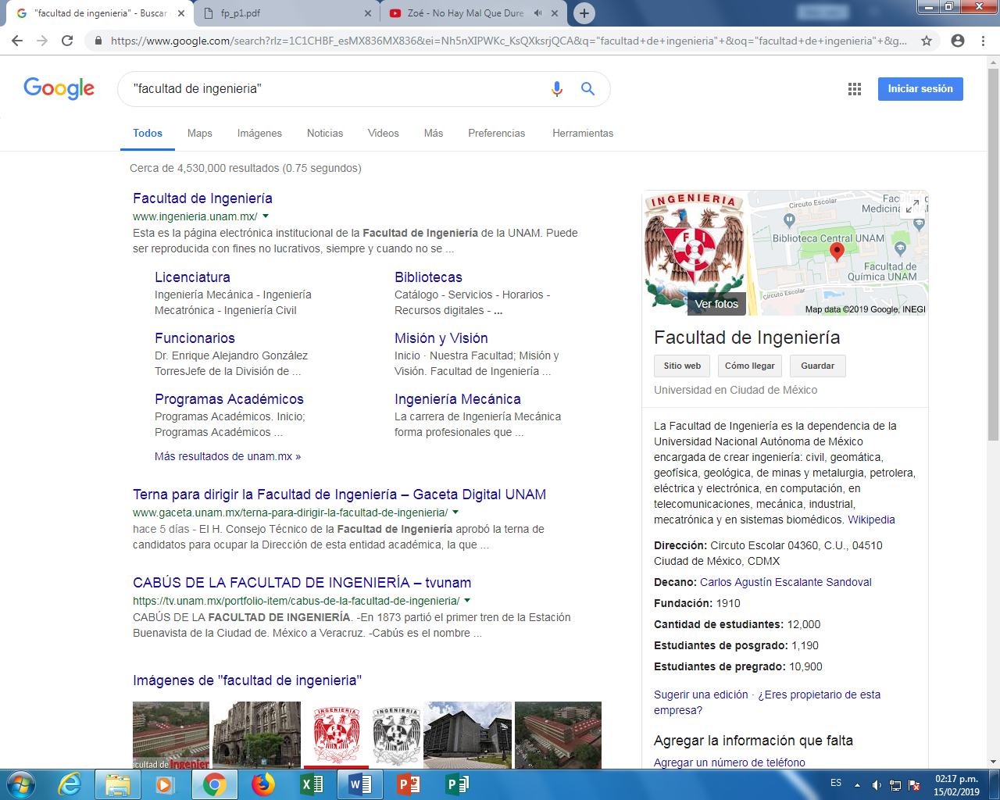 "facultad de ingenieria" - Buscar
fp_p1.pdf
Zoé - No Hay Mal Que Dure
https://www.google.com/search?rlz=1C1CHBF_esMX836MX836&ei=Nh5nXIPWKc_KsQXksrjQCA&q="facultad+de+ingenieria"+&oq="facultad+de+ingenieria"+&g...
Google
"facultad de ingenieria"
Iniciar sesión
Todos Maps Imágenes Noticias Videos Más Preferencias Herramientas
Cerca de 4,530,000 resultados (0.75 segundos)
Facultad de Ingeniería
www.ingenieria.unam.mx/
Esta es la página electrónica institucional de la Facultad de Ingeniería de la UNAM. Puede
ser reproducida con fines no lucrativos, siempre y cuando no se ...
Licenciatura
Ingeniería Mecánica - Ingeniería
Mecatrónica - Ingeniería Civil
Bibliotecas
Catálogo - Servicios - Horarios -
Recursos digitales - ...
Funcionarios
Dr. Enrique Alejandro González
TorresJefe de la División de ...
Misión y Visión
Inicio · Nuestra Facultad; Misión y
Visión. Facultad de Ingeniería ...
Programas Académicos
Programas Académicos. Inicio;
Programas Académicos ...
Ingeniería Mecánica
La carrera de Ingeniería Mecánica
forma profesionales que ...
Más resultados de unam.mx »
Terna para dirigir la Facultad de Ingeniería – Gaceta Digital UNAM
www.gaceta.unam.mx/terna-para-dirigir-la-facultad-de-ingenieria/
hace 5 días - El H. Consejo Técnico de la Facultad de Ingeniería aprobó la terna de
candidatos para ocupar la Dirección de esta entidad académica, la que ...
CABÚS DE LA FACULTAD DE INGENIERÍA – tvunam
https://tv.unam.mx/portfolio-item/cabus-de-la-facultad-de-ingenieria/
CABÚS DE LA FACULTAD DE INGENIERÍA. -En 1873 partió el primer tren de la Estación
Buenavista de la Ciudad de. México a Veracruz. -Cabús es el nombre ...
Imágenes de "facultad de ingenieria"
INGENIERIA
INGENIERIA
INGENIERIA
F I
Ver fotos
Circuito Escolar
Medicina
Biblioteca Central UNAM
Facultad de
Química UNAM
Circuito Escolar
Map data ©2019 Google, INEGI
Facultad de Ingeniería
Sitio web Cómo llegar Guardar
Universidad en Ciudad de México
La Facultad de Ingeniería es la dependencia de la
Universidad Nacional Autónoma de México
encargada de crear ingeniería: civil, geomática,
geofísica, geológica, de minas y metalurgia, petrolera,
eléctrica y electrónica, en computación, en
telecomunicaciones, mecánica, industrial,
mecatrónica y en sistemas biomédicos. Wikipedia
Dirección: Circuito Escolar 04360, C.U., 04510
Ciudad de México, CDMX
Decano: Carlos Agustín Escalante Sandoval
Fundación: 1910
Cantidad de estudiantes: 12,000
Estudiantes de posgrado: 1,190
Estudiantes de pregrado: 10,900
Sugerir una edición · ¿Eres propietario de esta
empresa?
Agregar la información que falta
Agregar un número de teléfono
ES
02:17 p.m.
15/02/2019